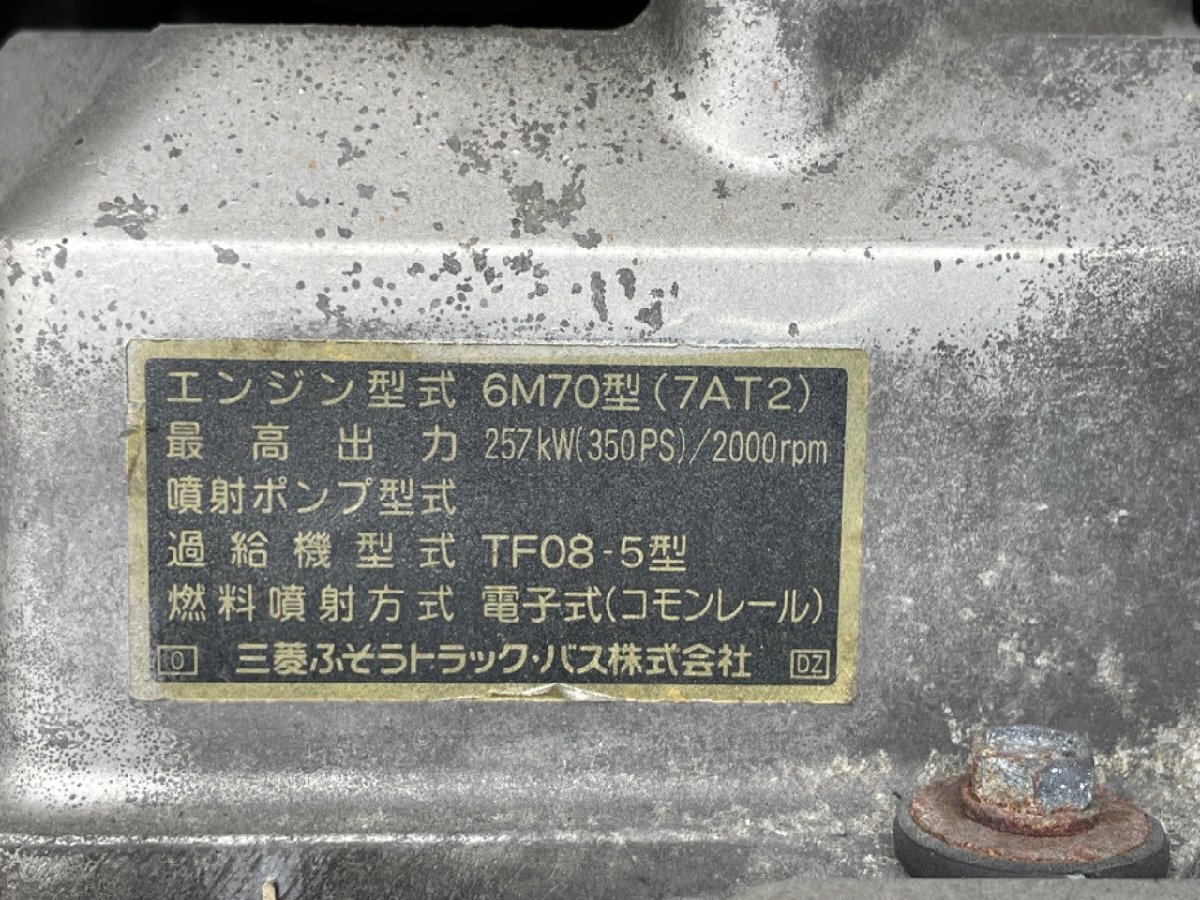 エンジン型式 6M70型(7AT2)
最高出力 257kW(350PS)/2000rpm
噴射ポンプ型式
過給機型式 TF08-5型
燃料噴射方式 電子式(コモンレール)
0 三菱ふそうトラック・バス株式会社 DZ